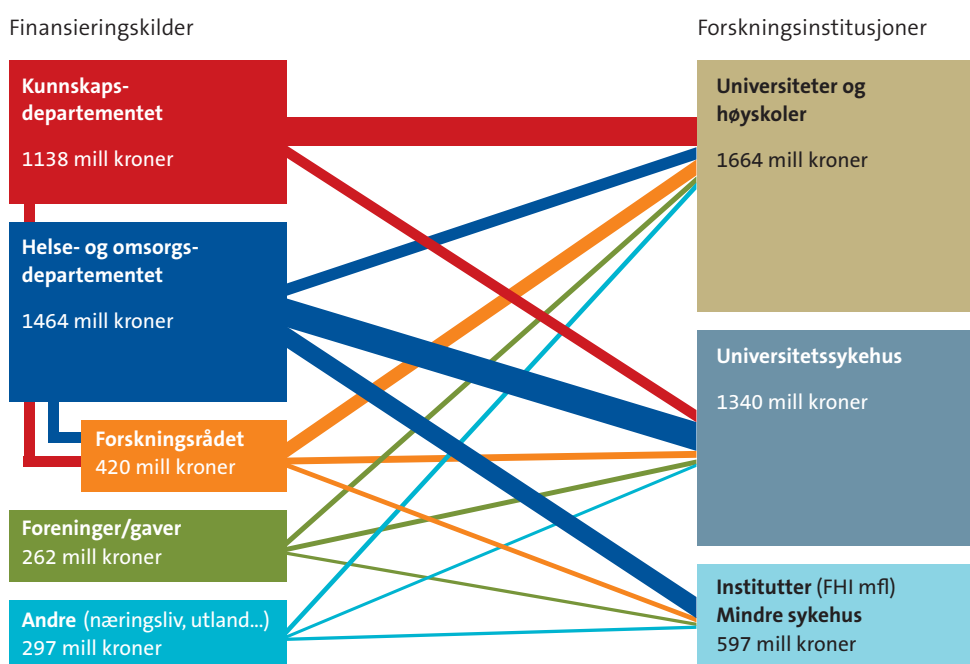 Finansieringskilder
Kunnskaps-
departementet
1138 mill kroner
Helse- og omsorgs-
departementet
1464 mill kroner
Forskningsrådet
420 mill kroner
Foreninger/gaver
262 mill kroner
Andre (næringsliv, utland...)
297 mill kroner
Forskningsinstitusjoner
Universiteter og
høyskoler
1664 mill kroner
Universitetssykehus
1340 mill kroner
Institutter (FHI mfl)
Mindre sykehus
597 mill kroner